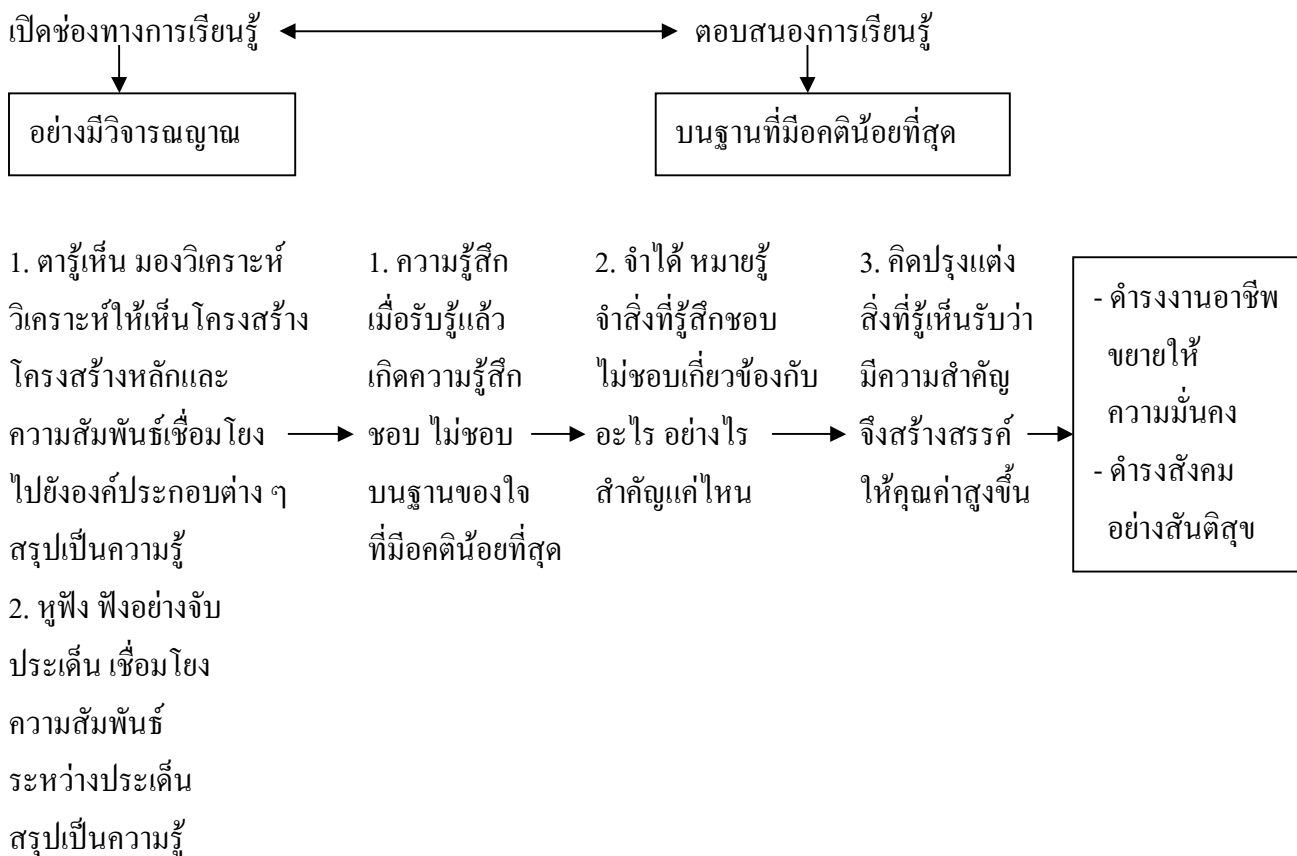 เปิดช่องทางการเรียนรู้
ตอบสนองการเรียนรู้
อย่างมีวิจารณญาณ
บนฐานที่มีอคติน้อยที่สุด
1. ตารู้เห็น มองวิเคราะห์
วิเคราะห์ให้เห็นโครงสร้าง
โครงสร้างหลักและ
ความสัมพันธ์เชื่อมโยง
ไปยังองค์ประกอบต่าง ๆ
สรุปเป็นความรู้
2. หูฟัง ฟังอย่างจับ
ประเด็น เชื่อมโยง
ความสัมพันธ์
ระหว่างประเด็น
สรุปเป็นความรู้
1. ความรู้สึก
เมื่อรับรู้แล้ว
เกิดความรู้สึก
ชอบ ไม่ชอบ
บนฐานของใจ
ที่มีอคติน้อยที่สุด
2. จำได้ หมายรู้
จำสิ่งที่รู้สึกชอบ
ไม่ชอบเกี่ยวข้องกับ
อะไร อย่างไร
สำคัญแค่ไหน
3. คิดปรุงแต่ง
สิ่งที่รู้เห็นรับว่า
มีความสำคัญ
จึงสร้างสรรค์
ให้คุณค่าสูงขึ้น
- ดำรงงานอาชีพ
ขยายให้
ความมั่นคง
- ดำรงสังคม
อย่างสันติสุข